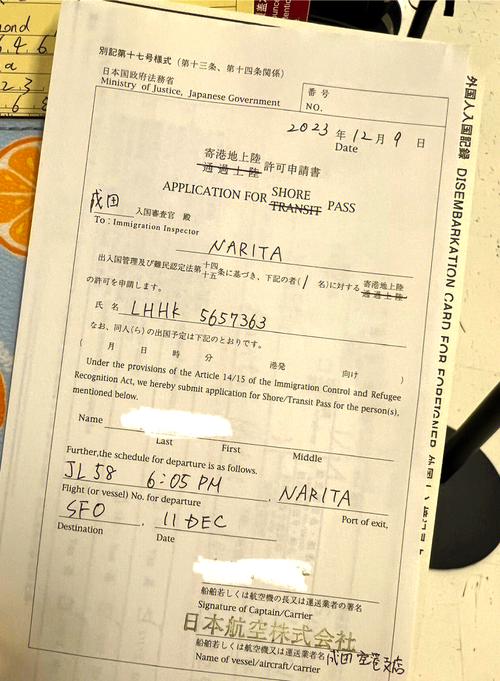 別記第十七号様式（第十三条、第十四条関係）
日本国政府法務省
Ministry of Justice, Japanese Government
番 号
NO.
2023 年 12 月 9 日
Date
寄港地上陸
通過上陸 許可申請書
APPLICATION FOR SHORE
TRANSIT PASS
成田 入国審査官 殿
To : Immigration Inspector
NARITA
出入国管理及び難民認定法第十四
十五条に基づき、下記の者( 1 名)に対する寄港地上陸
通過上陸
の許可を申請します。
氏 名 LHHK 5657363
なお、同人(ら)の出国予定は下記のとおりです。
( 月 日 時 分 港発 向け )
Under the provisions of the Article 14/15 of the Immigration Control and Refugee
Recognition Act, we hereby submit application for Shore/Transit Pass for the person(s),
mentioned below.
Name
Last First Middle
Further,the schedule for departure is as follows.
JL 58 6:05 PM , NARITA
Flight (or vessel) No. for departure Port of exit,
SFO , 11 DEC
Destination Date
船舶若しくは航空機の長又は運送業者の署名
Signature of Captain/Carrier
日本航空株式会社
船舶若しくは航空機又は運送業者名 成田空港支店
Name of vessel/aircraft/carrier
外国人入国記録 DISEMBARKATION CARD FOR FOREIGNER